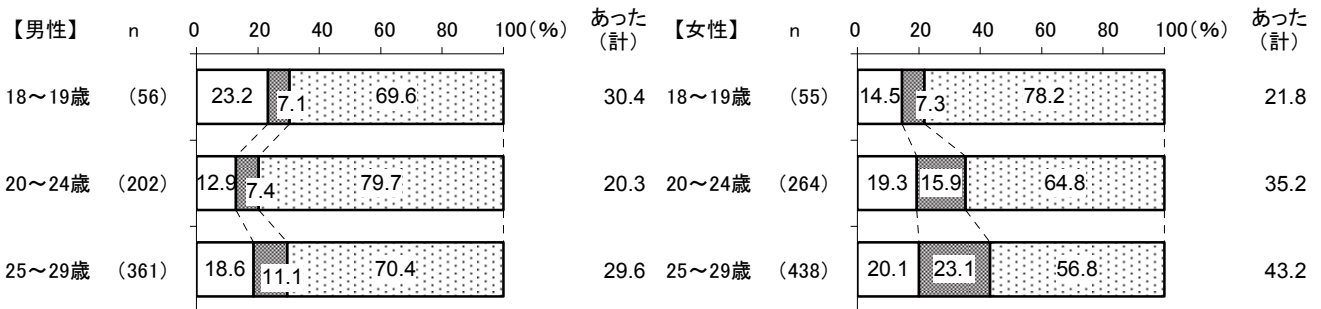 【男性】 n 0 20 40 60 80 100(%) あった(計) 【女性】 n 0 20 40 60 80 100(%) あった(計)
18～19歳 (56) 23.2 7.1 69.6 30.4 18～19歳 (55) 14.5 7.3 78.2 21.8
20～24歳 (202) 12.9 7.4 79.7 20.3 20～24歳 (264) 19.3 15.9 64.8 35.2
25～29歳 (361) 18.6 11.1 70.4 29.6 25～29歳 (438) 20.1 23.1 56.8 43.2